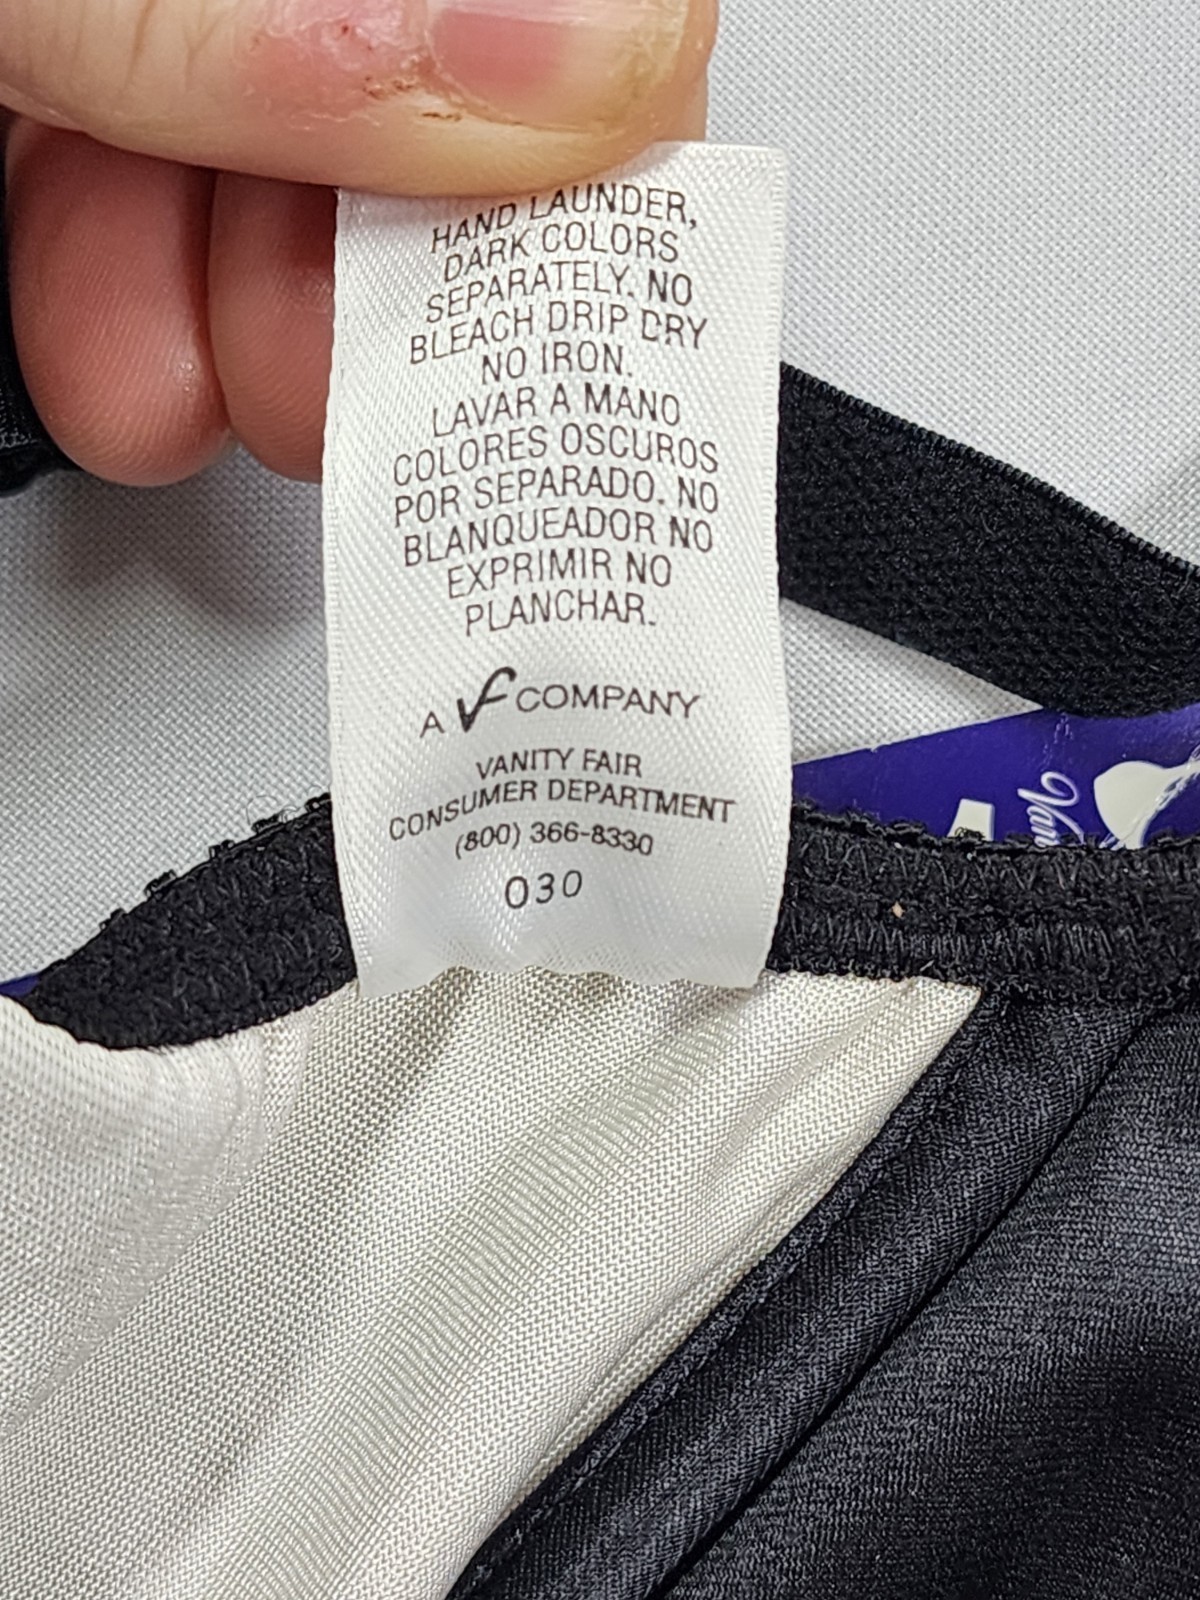 HAND LAUNDER,
DARK COLORS
SEPARATELY. NO
BLEACH DRIP DRY
NO IRON.
LAVAR A MANO
COLORES OSCUROS
POR SEPARADO. NO
BLANQUEADOR NO
EXPRIMIR NO
PLANCHAR.
A VF COMPANY
VANITY FAIR
CONSUMER DEPARTMENT
(800) 366-8330
030